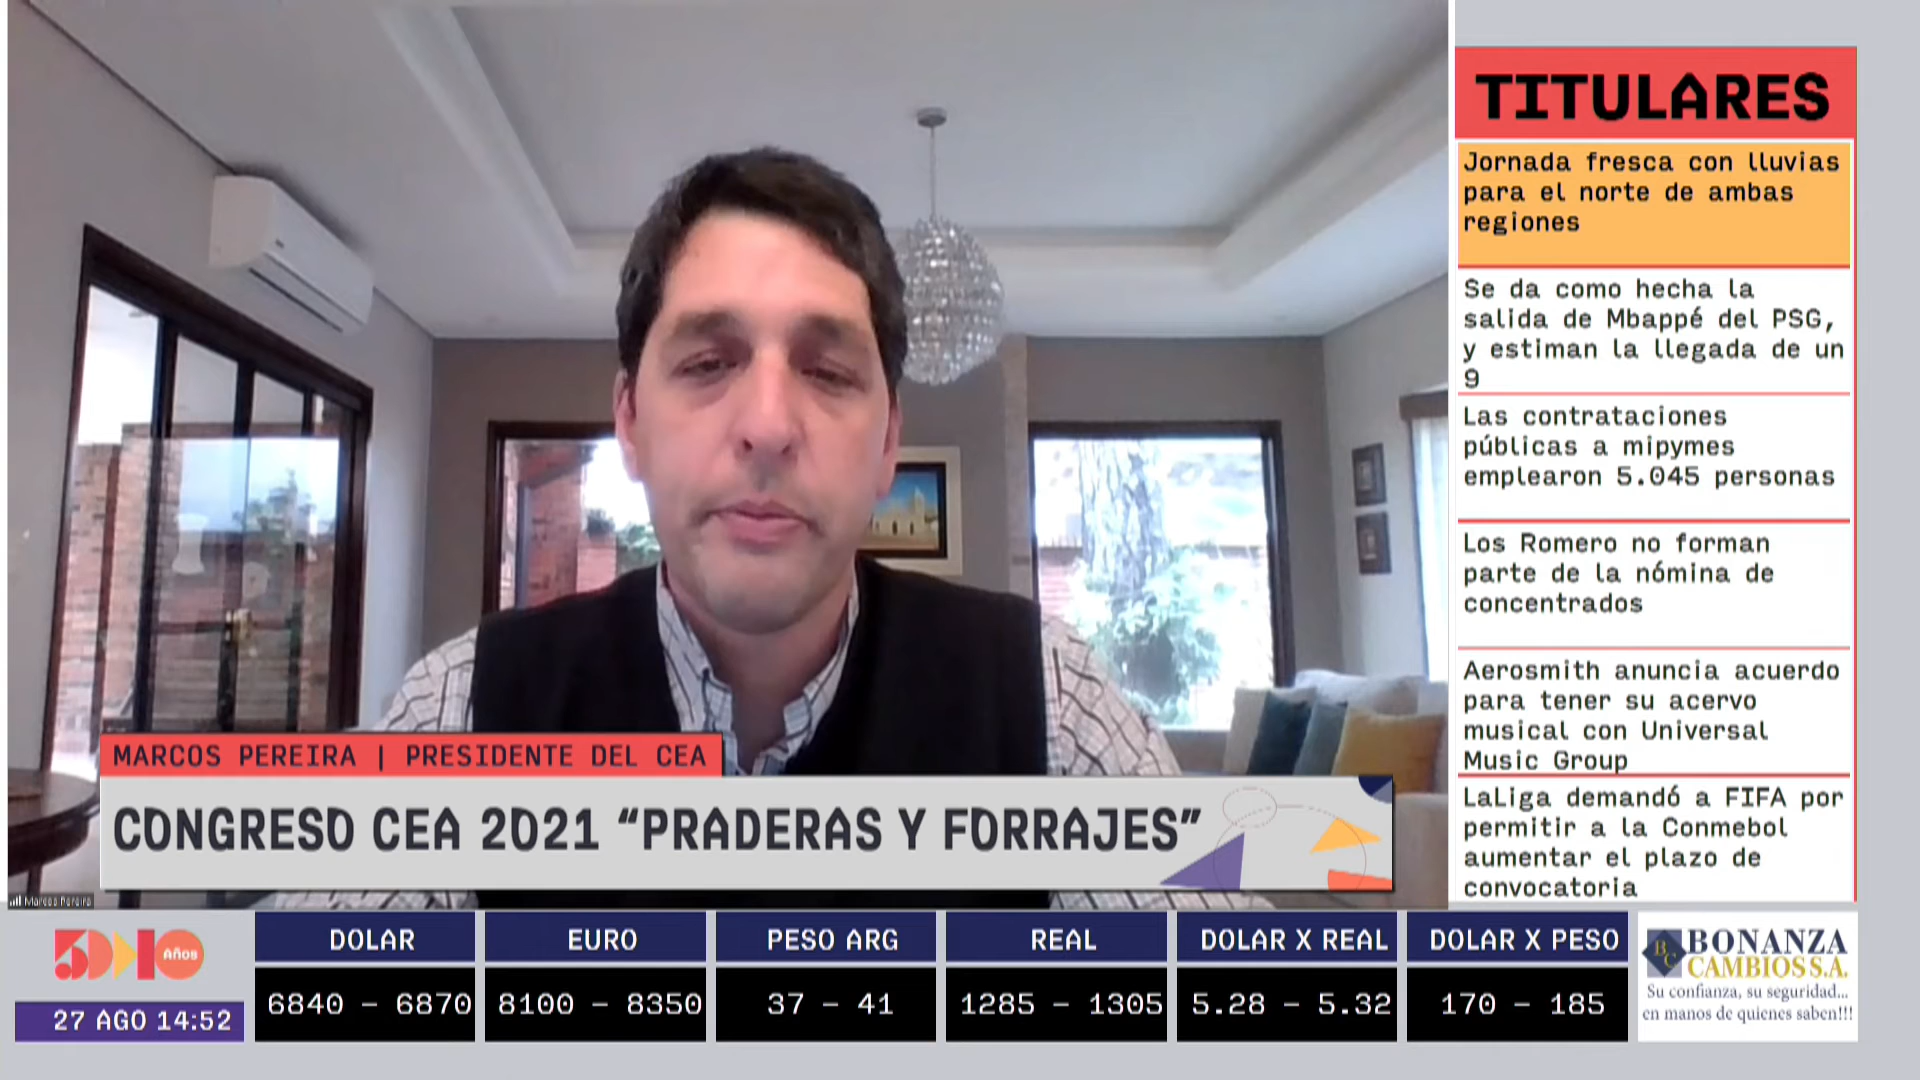 TITULARES
Jornada fresca con lluvias
para el norte de ambas
regiones
Se da como hecha la
salida de Mbappé del PSG,
y estiman la llegada de un
9
Las contrataciones
públicas a mipymes
emplearon 5.045 personas
Los Romero no forman
parte de la nómina de
concentrados
Aerosmith anuncia acuerdo
para tener su acervo
musical con Universal
Music Group
LaLiga demandó a FIFA por
permitir a la Conmebol
aumentar el plazo de
convocatoria
MARCOS PEREIRA | PRESIDENTE DEL CEA
CONGRESO CEA 2021 “PRADERAS Y FORRAJES”
Marcos Pereira
Años
27 AGO 14:52
DOLAR
6840 - 6870
EURO
8100 - 8350
PESO ARG
37 - 41
REAL
1285 - 1305
DOLAR X REAL
5.28 - 5.32
DOLAR X PESO
170 - 185
BC
BONANZA
CAMBIOS S.A.
Su confianza, su seguridad...
en manos de quienes saben!!!